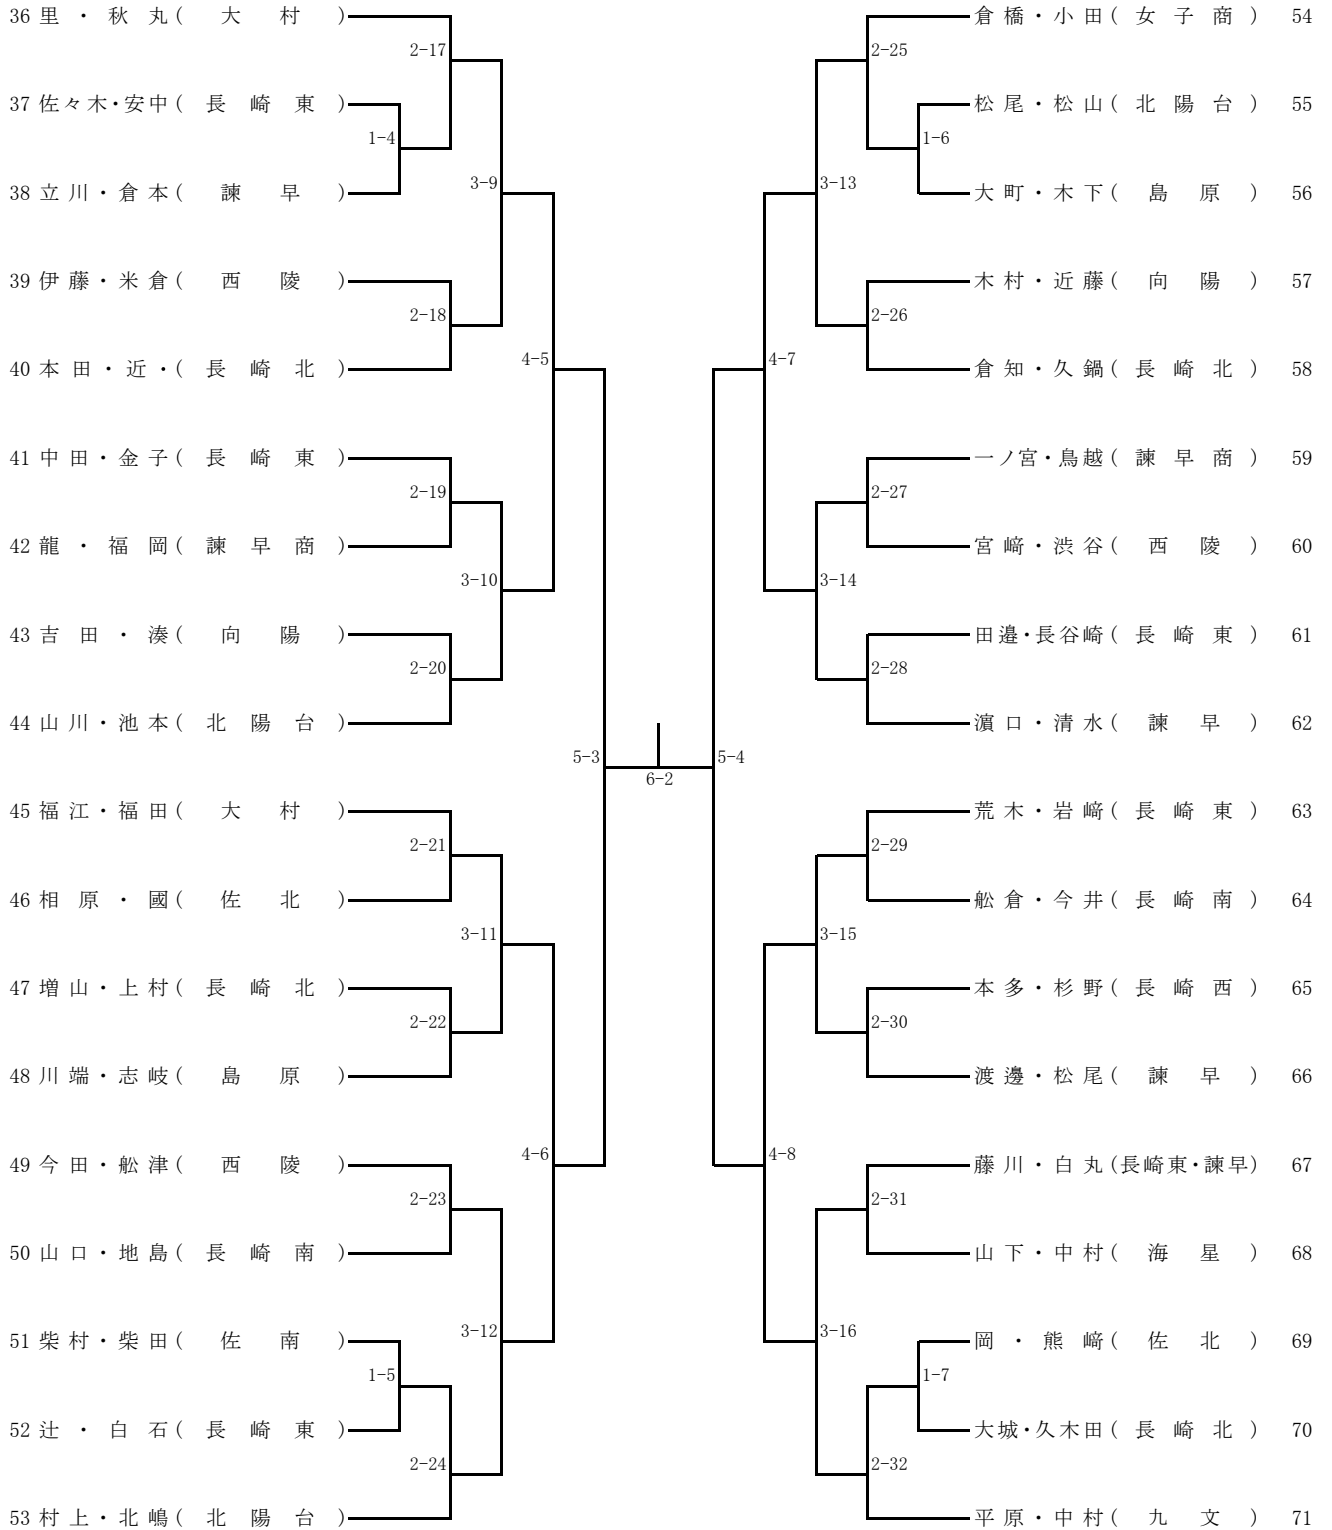 36 里・秋丸(大村) 倉橋・小田(女子商) 54
2-17 2-25
37 佐々木・安中(長崎東) 松尾・松山(北陽台) 55
1-4 1-6
38 立川・倉本(諫早) 3-9 3-13 大町・木下(島原) 56
39 伊藤・米倉(西陵) 木村・近藤(向陽) 57
2-18 2-26
40 本田・近・(長崎北) 4-5 4-7 倉知・久鍋(長崎北) 58
41 中田・金子(長崎東) 一ノ宮・鳥越(諫早商) 59
2-19 2-27
42 龍・福岡(諫早商) 宮﨑・渋谷(西陵) 60
3-10 3-14
43 吉田・湊(向陽) 田邉・長谷崎(長崎東) 61
2-20 2-28
44 山川・池本(北陽台) 濵口・清水(諫早) 62
5-3 5-4
6-2
45 福江・福田(大村) 荒木・岩﨑(長崎東) 63
2-21 2-29
46 相原・國(佐北) 舩倉・今井(長崎南) 64
3-11 3-15
47 増山・上村(長崎北) 本多・杉野(長崎西) 65
2-22 2-30
48 川端・志岐(島原) 渡邊・松尾(諫早) 66
4-6 4-8
49 今田・舩津(西陵) 藤川・白丸(長崎東・諫早) 67
2-23 2-31
50 山口・地島(長崎南) 山下・中村(海星) 68
3-12 3-16
51 柴村・柴田(佐南) 岡・熊﨑(佐北) 69
1-5 1-7
52 辻・白石(長崎東) 大城・久木田(長崎北) 70
2-24 2-32
53 村上・北嶋(北陽台) 平原・中村(九文) 71